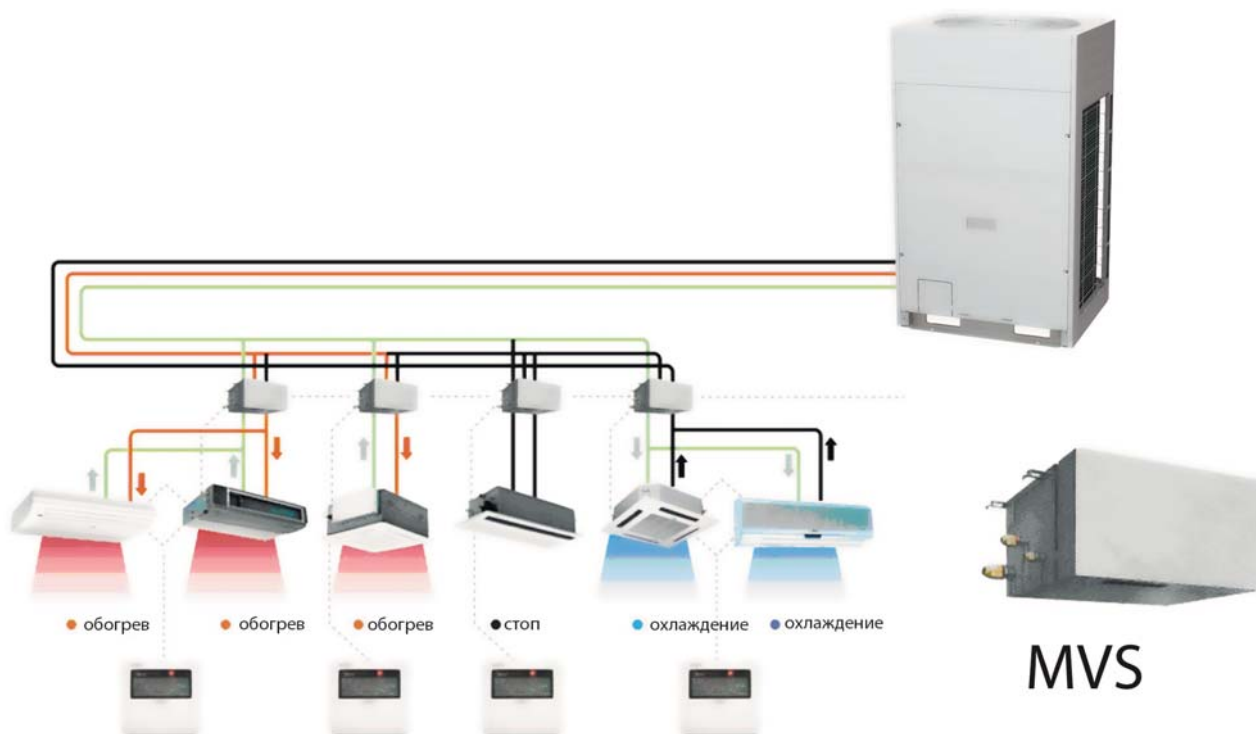 обогрев
обогрев
обогрев
стоп
охлаждение
охлаждение
MVS